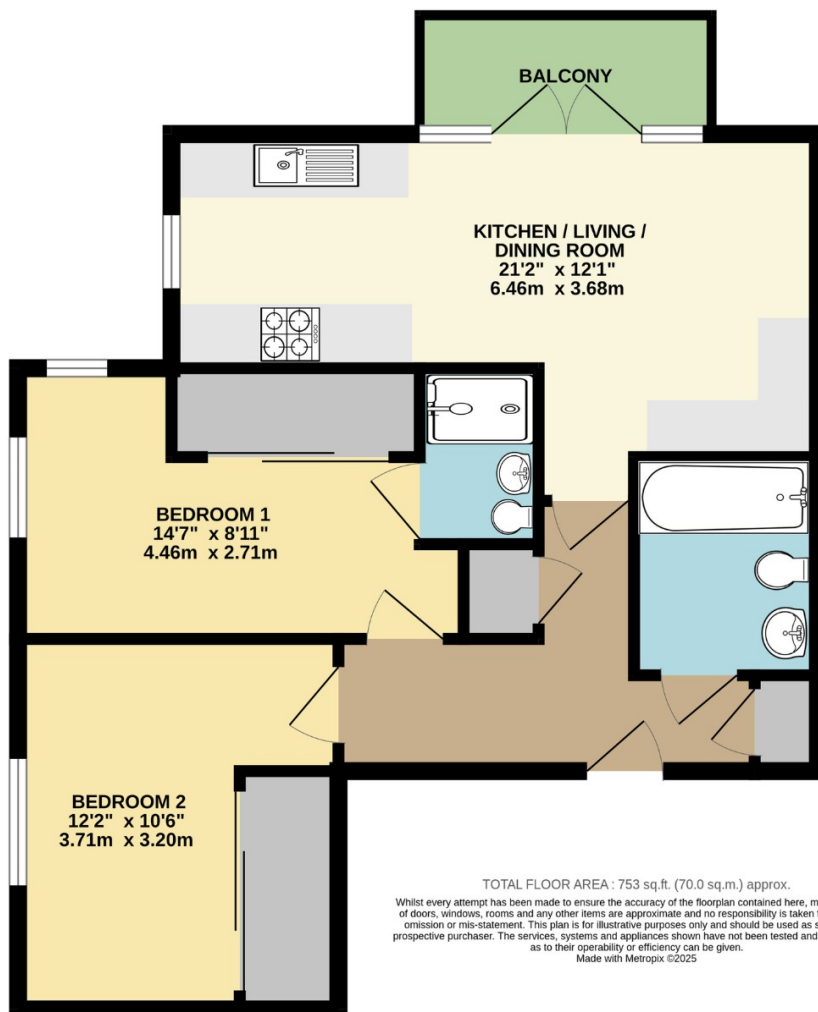 BALCONY
KITCHEN / LIVING /
DINING ROOM
21'2" x 12'1"
6.46m x 3.68m
BEDROOM 1
14'7" x 8'11"
4.46m x 2.71m
BEDROOM 2
12'2" x 10'6"
3.71m x 3.20m
TOTAL FLOOR AREA : 753 sq.ft. (70.0 sq.m.) approx.
Whilst every attempt has been made to ensure the accuracy of the floorplan contained here, m
of doors, windows, rooms and any other items are approximate and no responsibility is taken
omission or mis-statement. This plan is for illustrative purposes only and should be used as s
prospective purchaser. The services, systems and appliances shown have not been tested and
as to their operability or efficiency can be given.
Made with Metropix ©2025